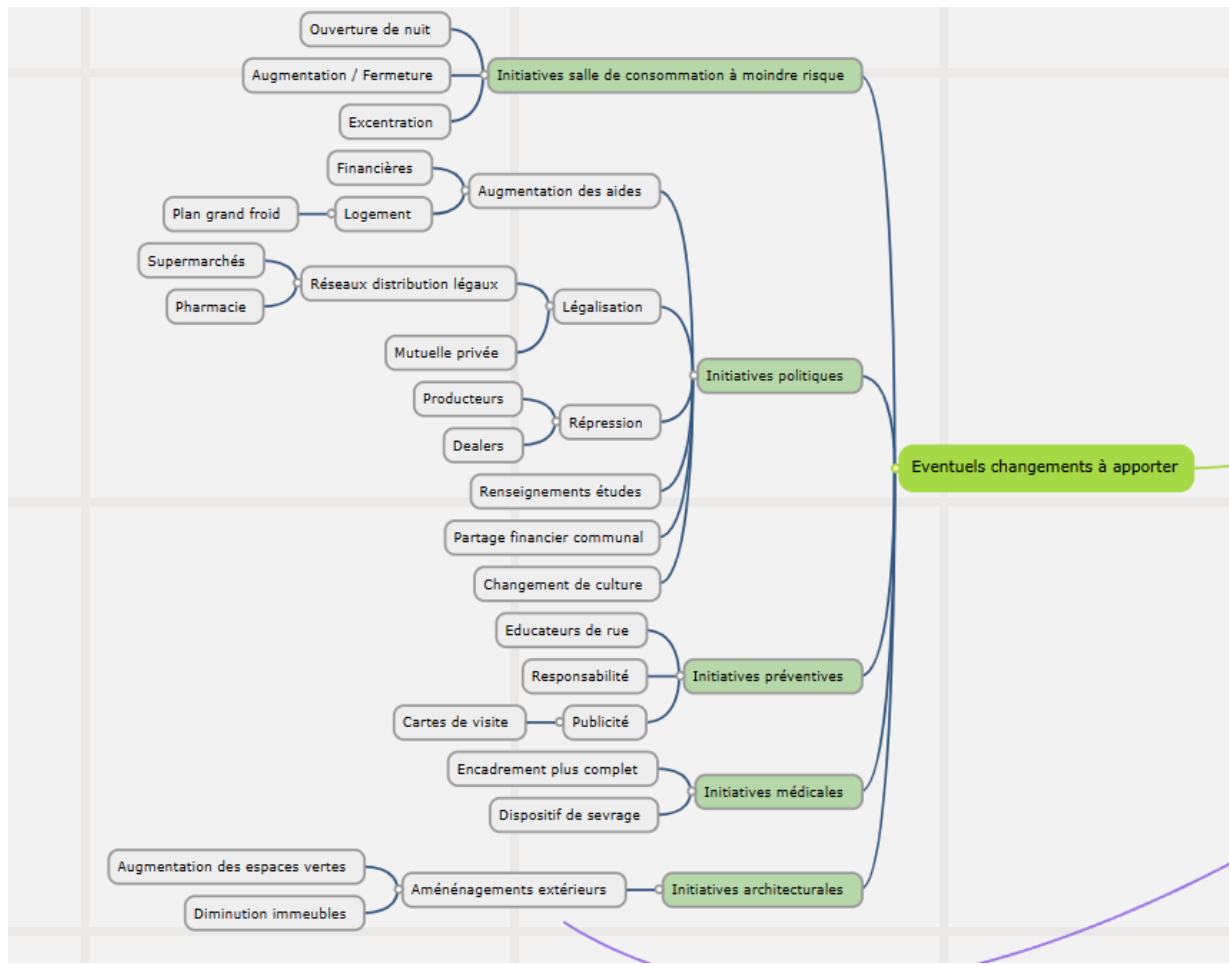 Ouverture de nuit
Augmentation / Fermeture
Initiatives salle de consommation à moindre risque
Excentration
Financières
Augmentation des aides
Plan grand froid
Logement
Supermarchés
Réseaux distribution légaux
Pharmacie
Légalisation
Mutuelle privée
Initiatives politiques
Producteurs
Répression
Dealers
Eventuels changements à apporter
Renseignements études
Partage financier communal
Changement de culture
Educateurs de rue
Responsabilité
Initiatives préventives
Cartes de visite
Publicité
Encadrement plus complet
Initiatives médicales
Dispositif de sevrage
Augmentation des espaces vertes
Aménénagements extérieurs
Initiatives architecturales
Diminution immeubles